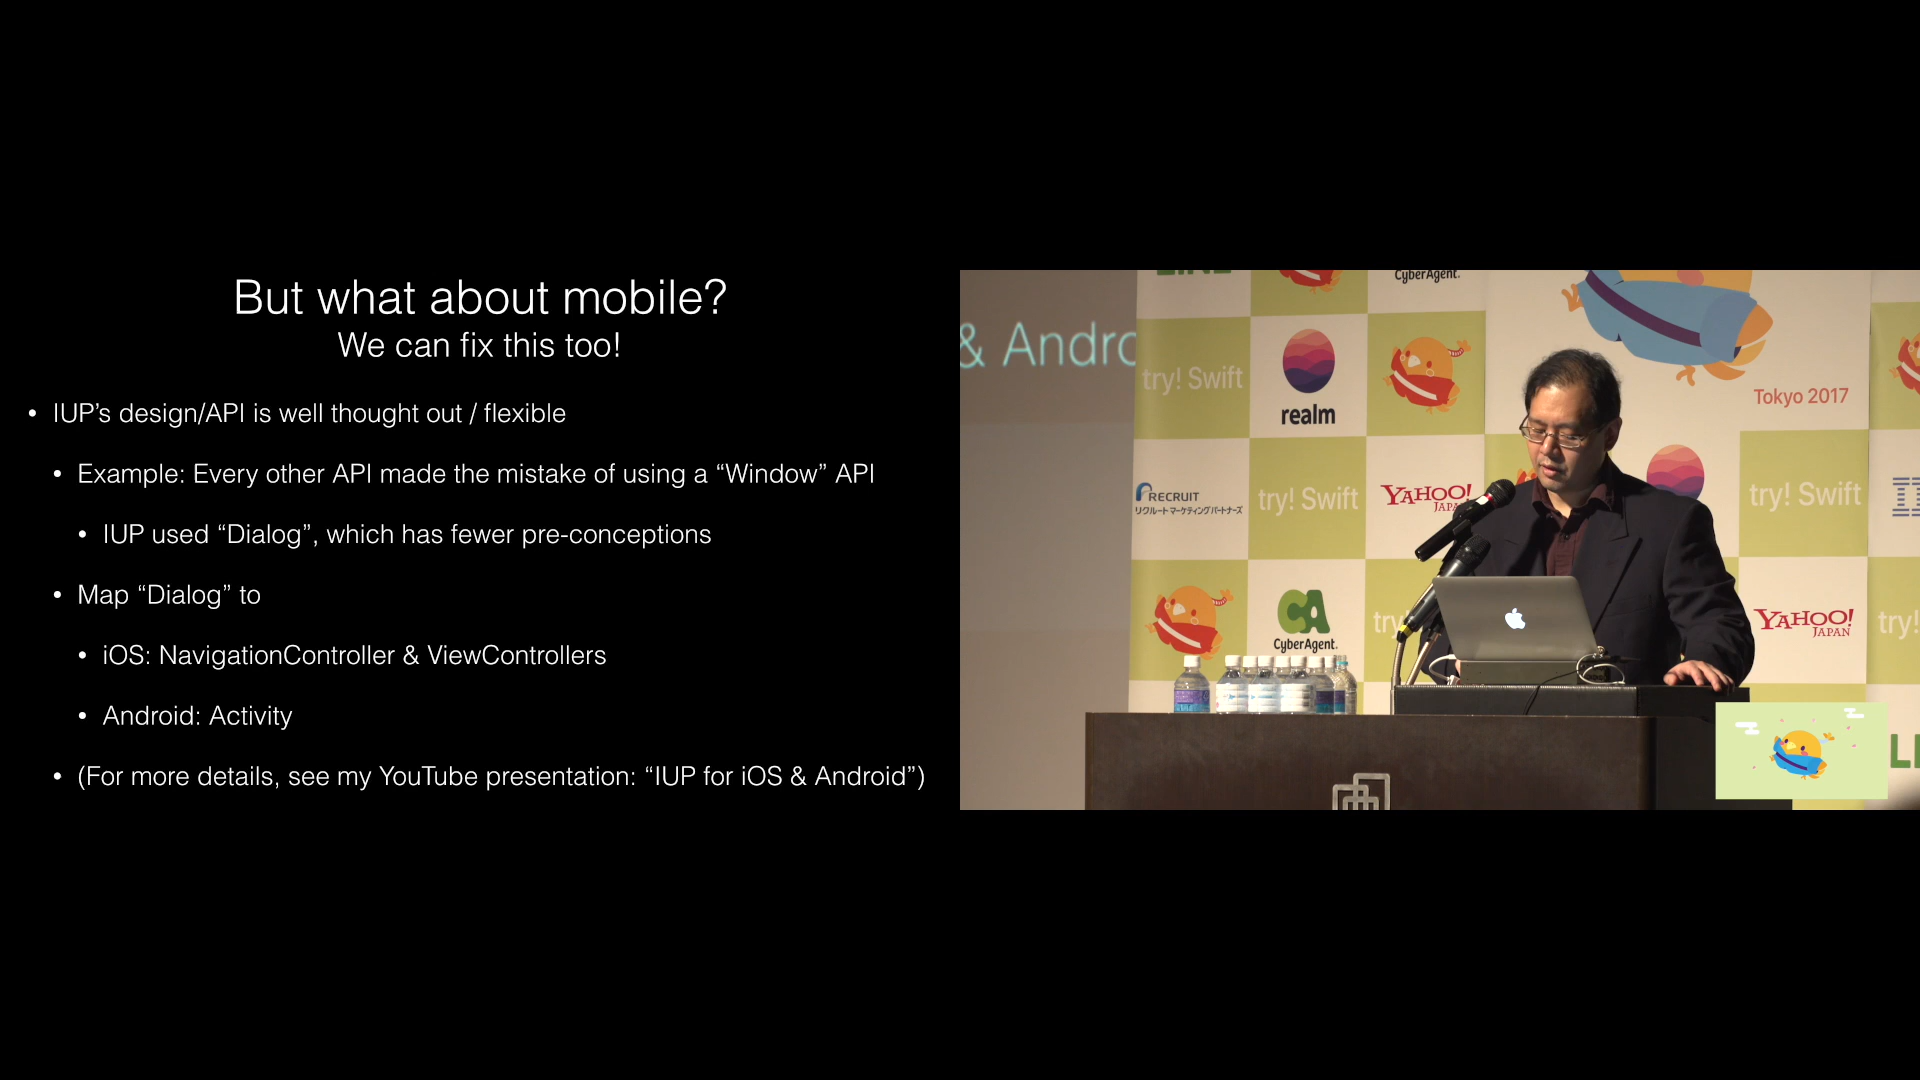 But what about mobile?
We can fix this too!
• IUP’s design/API is well thought out / flexible
• Example: Every other API made the mistake of using a “Window” API
• IUP used “Dialog”, which has fewer pre-conceptions
• Map “Dialog” to
• iOS: NavigationController & ViewControllers
• Android: Activity
• (For more details, see my YouTube presentation: “IUP for iOS & Android”)
LINE
CyberAgent.
& Andro
try! Swift
realm
Tokyo 2017
RECRUIT
リクルートマーケティングパートナーズ
try! Swift
YAHOO!
JAPA
try! Swift
CA
CyberAgent.
try
YAHOO!
JAPAN
try!